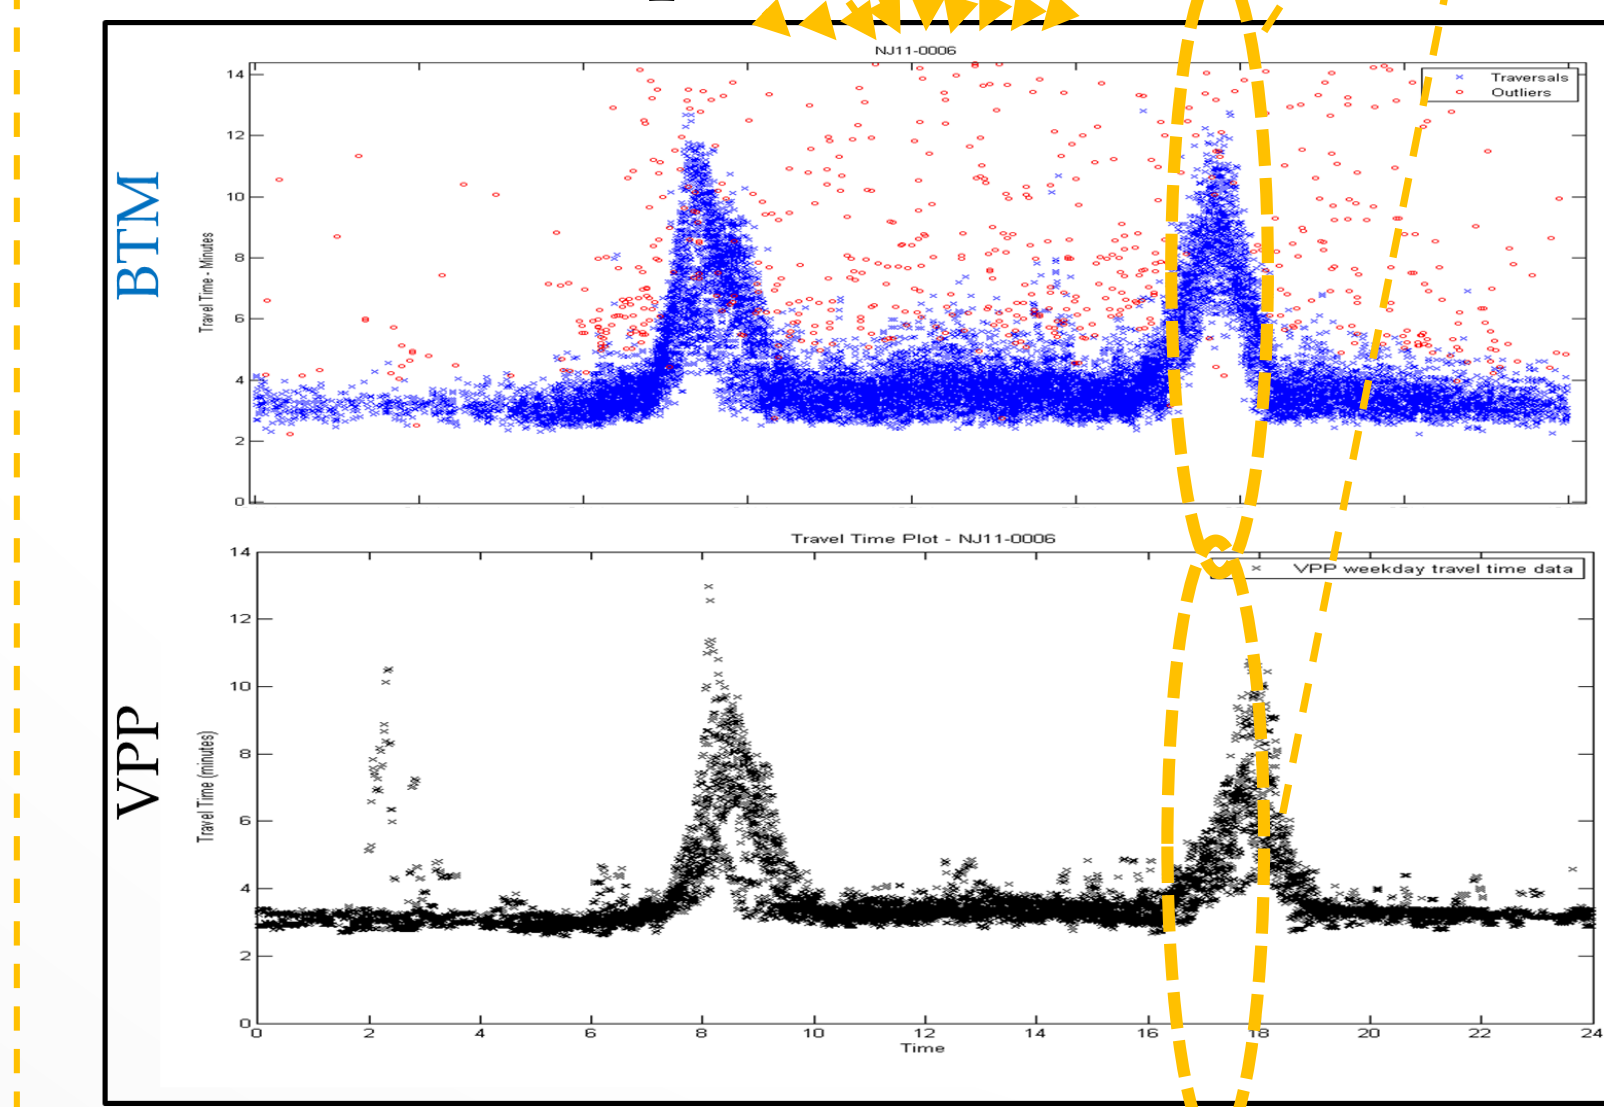 NJ11-0006
BTM
Travel Time - Minutes
14
12
10
8
6
4
2
0
Traversals
Outliers
Travel Time Plot - NJ11-0006
VPP
Travel Time (minutes)
14
12
10
8
6
4
2
0
VPP weekday travel time data
0 2 4 6 8 10 12 14 16 18 20 22 24
Time